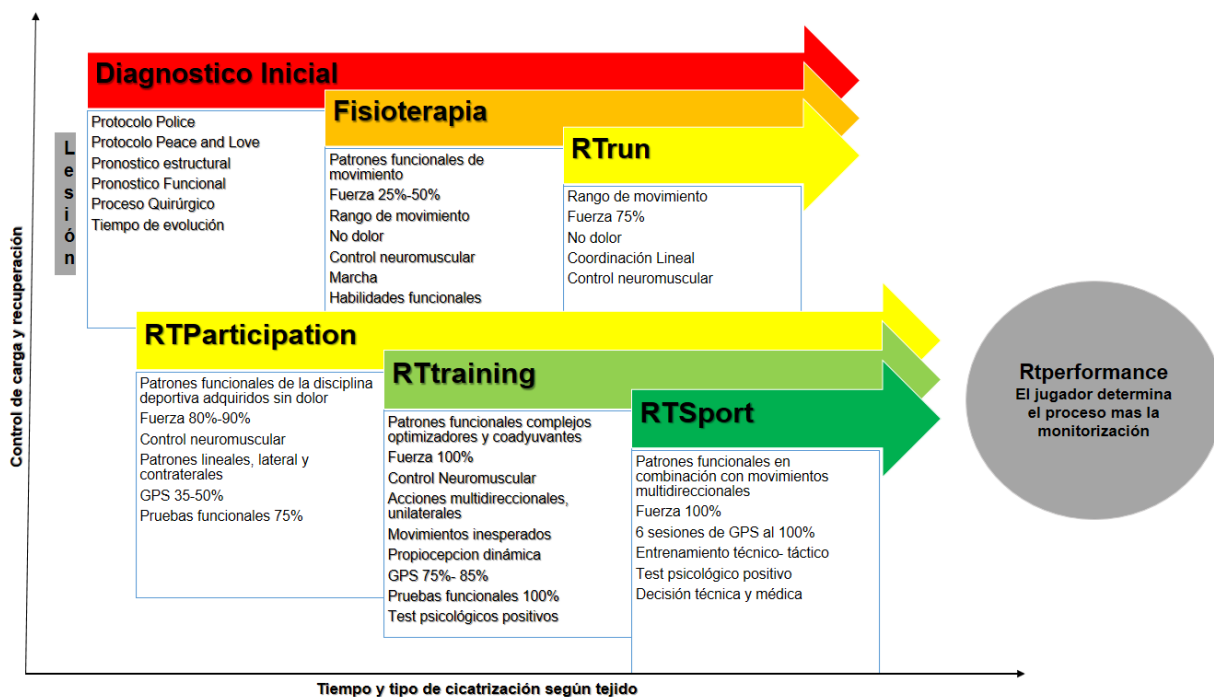 Control de carga y recuperación
Lesión
Diagnostico Inicial
Protocolo Police
Protocolo Peace and Love
Pronostico estructural
Pronostico Funcional
Proceso Quirúrgico
Tiempo de evolución
Fisioterapia
Patrones funcionales de
movimiento
Fuerza 25%-50%
Rango de movimiento
No dolor
Control neuromuscular
Marcha
Habilidades funcionales
RTrun
Rango de movimiento
Fuerza 75%
No dolor
Coordinación Lineal
Control neuromuscular
RTParticipation
Patrones funcionales de la disciplina
deportiva adquiridos sin dolor
Fuerza 80%-90%
Control neuromuscular
Patrones lineales, lateral y
contraterales
GPS 35-50%
Pruebas funcionales 75%
RTtraining
Patrones funcionales complejos
optimizadores y coadyuvantes
Fuerza 100%
Control Neuromuscular
Acciones multidireccionales,
unilaterales
Movimientos inesperados
Propiocepcion dinámica
GPS 75%- 85%
Pruebas funcionales 100%
Test psicológicos positivos
RTSport
Patrones funcionales en
combinación con movimientos
multidireccionales
Fuerza 100%
6 sesiones de GPS al 100%
Entrenamiento técnico- táctico
Test psicológico positivo
Decisión técnica y médica
Rtperformance
El jugador determina
el proceso mas la
monitorización
Tiempo y tipo de cicatrización según tejido